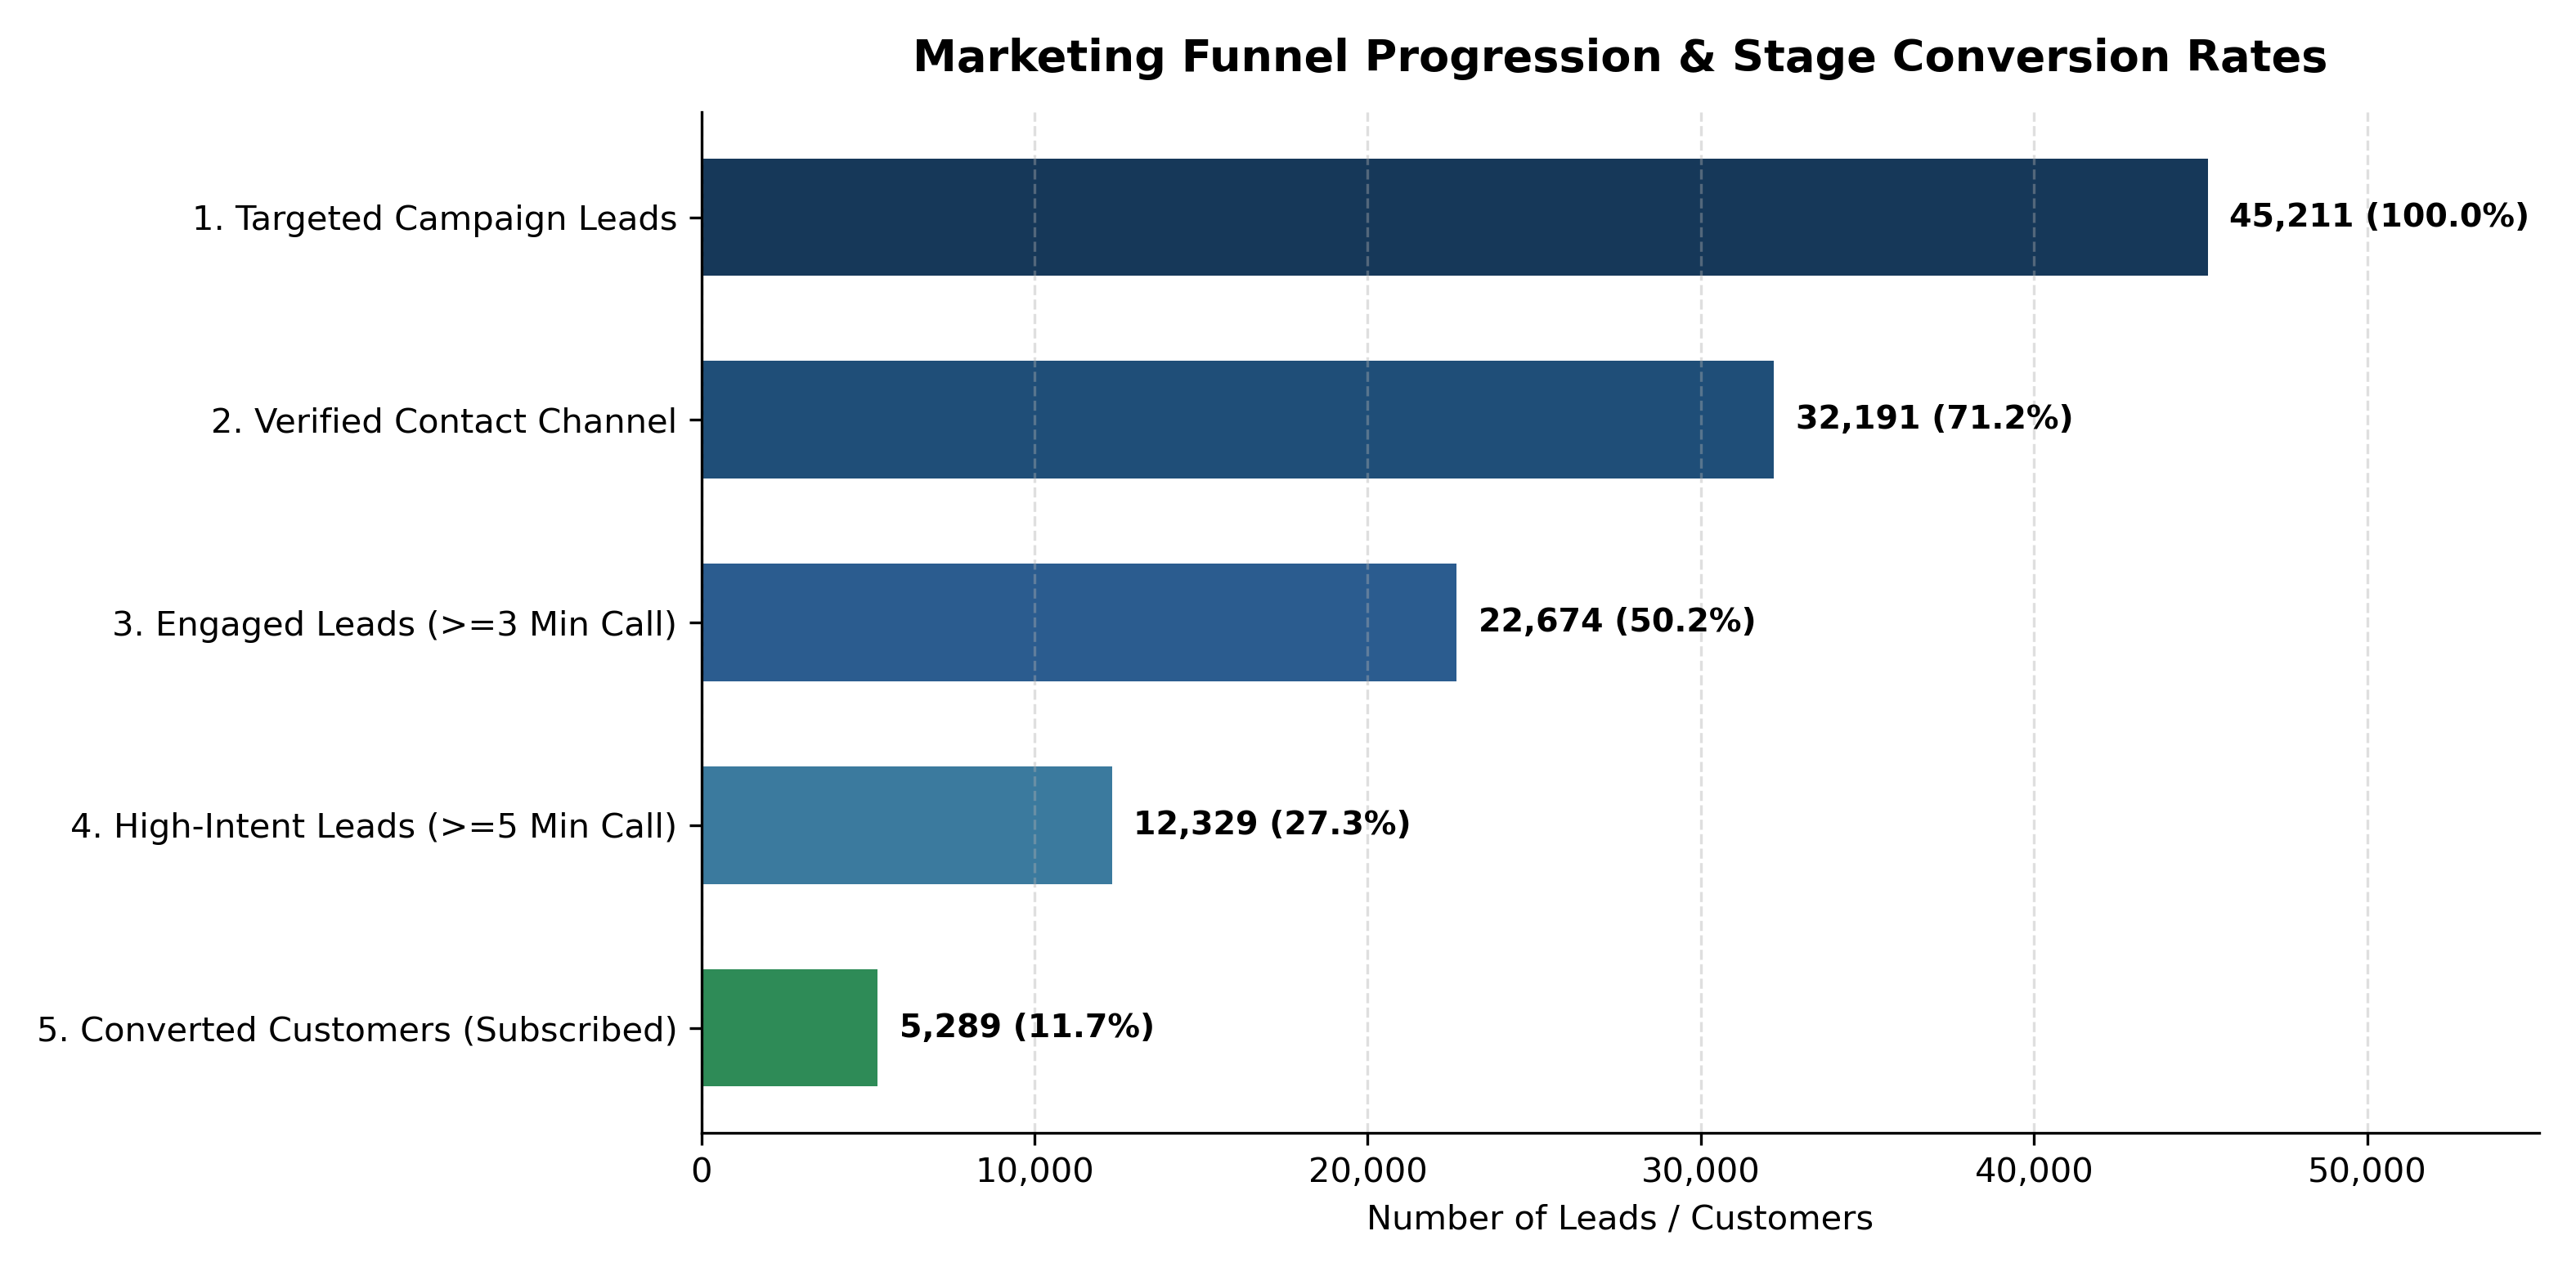 Marketing Funnel Progression & Stage Conversion Rates
1. Targeted Campaign Leads
45,211 (100.0%)
2. Verified Contact Channel
32,191 (71.2%)
3. Engaged Leads (>=3 Min Call)
22,674 (50.2%)
4. High-Intent Leads (>=5 Min Call)
12,329 (27.3%)
5. Converted Customers (Subscribed)
5,289 (11.7%)
0 10,000 20,000 30,000 40,000 50,000
Number of Leads / Customers